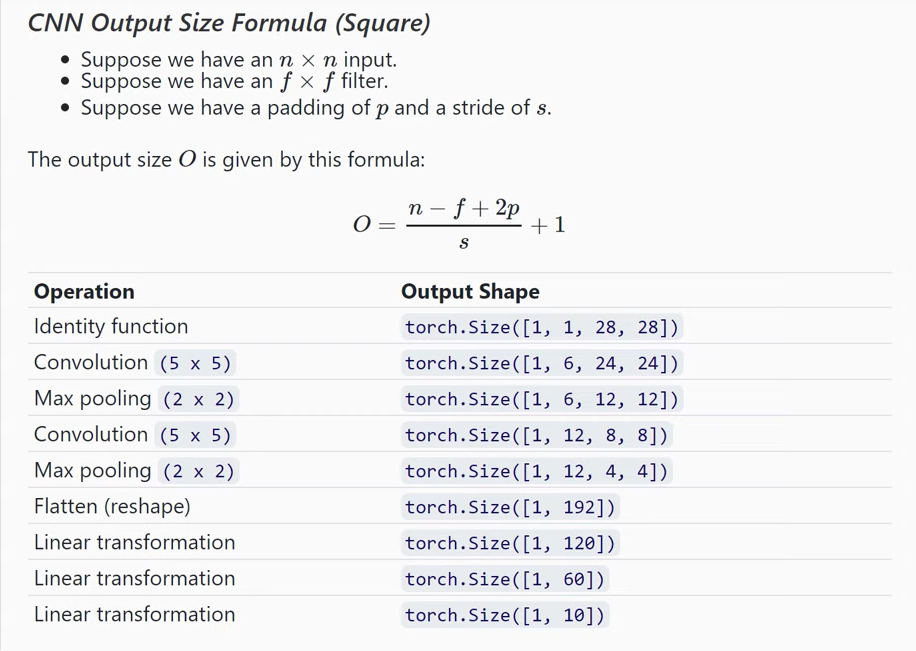 CNN Output Size Formula (Square)
• Suppose we have an n × n input.
• Suppose we have an f × f filter.
• Suppose we have a padding of p and a stride of s.
The output size O is given by this formula:
O = (n − f + 2p) / s + 1
Operation Output Shape
Identity function torch.Size([1, 1, 28, 28])
Convolution (5 x 5) torch.Size([1, 6, 24, 24])
Max pooling (2 x 2) torch.Size([1, 6, 12, 12])
Convolution (5 x 5) torch.Size([1, 12, 8, 8])
Max pooling (2 x 2) torch.Size([1, 12, 4, 4])
Flatten (reshape) torch.Size([1, 192])
Linear transformation torch.Size([1, 120])
Linear transformation torch.Size([1, 60])
Linear transformation torch.Size([1, 10])